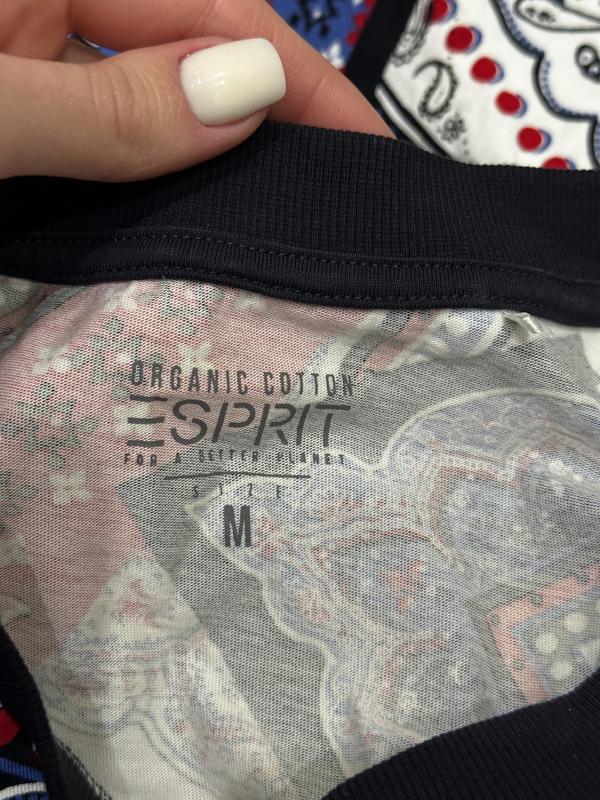 ORGANIC COTTON
ESPRIT
FOR A BETTER PLANET
SIZE
M